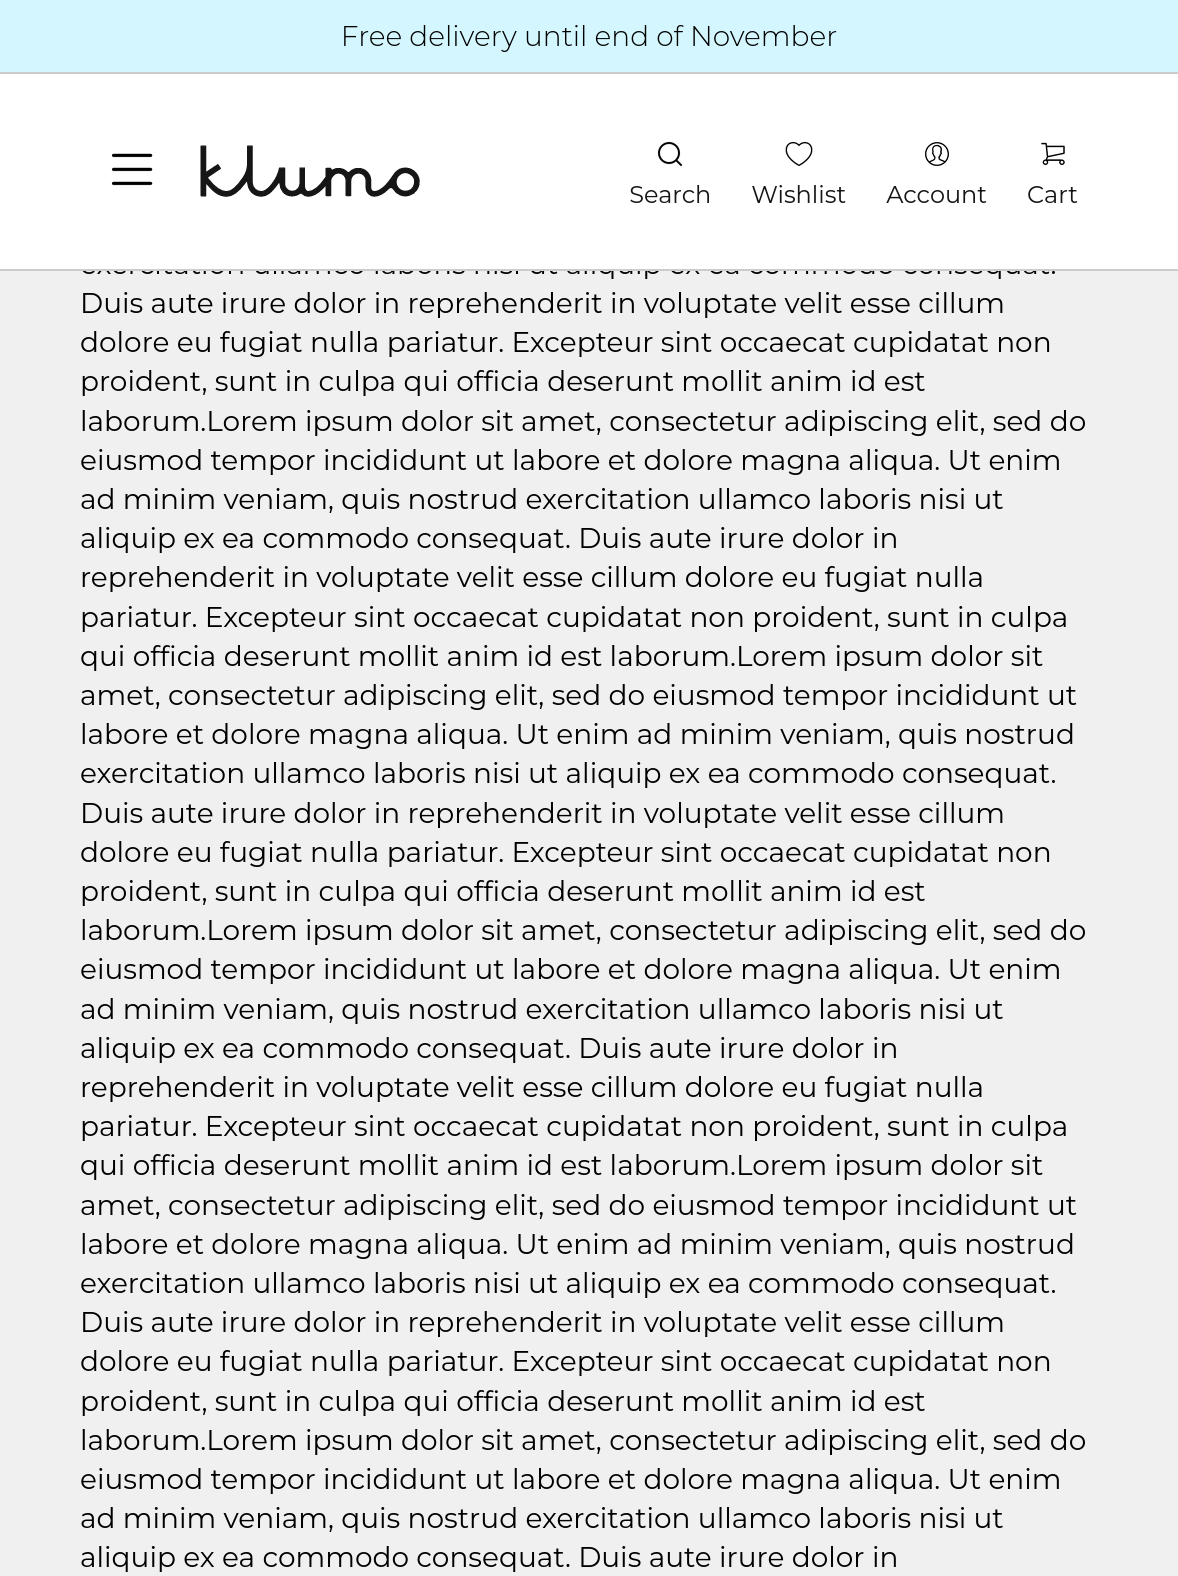 Free delivery until end of November
klumo
Search Wishlist Account Cart
exercitation ullamco laboris nisi ut aliquip ex ea commodo consequat.
Duis aute irure dolor in reprehenderit in voluptate velit esse cillum
dolore eu fugiat nulla pariatur. Excepteur sint occaecat cupidatat non
proident, sunt in culpa qui officia deserunt mollit anim id est
laborum.Lorem ipsum dolor sit amet, consectetur adipiscing elit, sed do
eiusmod tempor incididunt ut labore et dolore magna aliqua. Ut enim
ad minim veniam, quis nostrud exercitation ullamco laboris nisi ut
aliquip ex ea commodo consequat. Duis aute irure dolor in
reprehenderit in voluptate velit esse cillum dolore eu fugiat nulla
pariatur. Excepteur sint occaecat cupidatat non proident, sunt in culpa
qui officia deserunt mollit anim id est laborum.Lorem ipsum dolor sit
amet, consectetur adipiscing elit, sed do eiusmod tempor incididunt ut
labore et dolore magna aliqua. Ut enim ad minim veniam, quis nostrud
exercitation ullamco laboris nisi ut aliquip ex ea commodo consequat.
Duis aute irure dolor in reprehenderit in voluptate velit esse cillum
dolore eu fugiat nulla pariatur. Excepteur sint occaecat cupidatat non
proident, sunt in culpa qui officia deserunt mollit anim id est
laborum.Lorem ipsum dolor sit amet, consectetur adipiscing elit, sed do
eiusmod tempor incididunt ut labore et dolore magna aliqua. Ut enim
ad minim veniam, quis nostrud exercitation ullamco laboris nisi ut
aliquip ex ea commodo consequat. Duis aute irure dolor in
reprehenderit in voluptate velit esse cillum dolore eu fugiat nulla
pariatur. Excepteur sint occaecat cupidatat non proident, sunt in culpa
qui officia deserunt mollit anim id est laborum.Lorem ipsum dolor sit
amet, consectetur adipiscing elit, sed do eiusmod tempor incididunt ut
labore et dolore magna aliqua. Ut enim ad minim veniam, quis nostrud
exercitation ullamco laboris nisi ut aliquip ex ea commodo consequat.
Duis aute irure dolor in reprehenderit in voluptate velit esse cillum
dolore eu fugiat nulla pariatur. Excepteur sint occaecat cupidatat non
proident, sunt in culpa qui officia deserunt mollit anim id est
laborum.Lorem ipsum dolor sit amet, consectetur adipiscing elit, sed do
eiusmod tempor incididunt ut labore et dolore magna aliqua. Ut enim
ad minim veniam, quis nostrud exercitation ullamco laboris nisi ut
aliquip ex ea commodo consequat. Duis aute irure dolor in